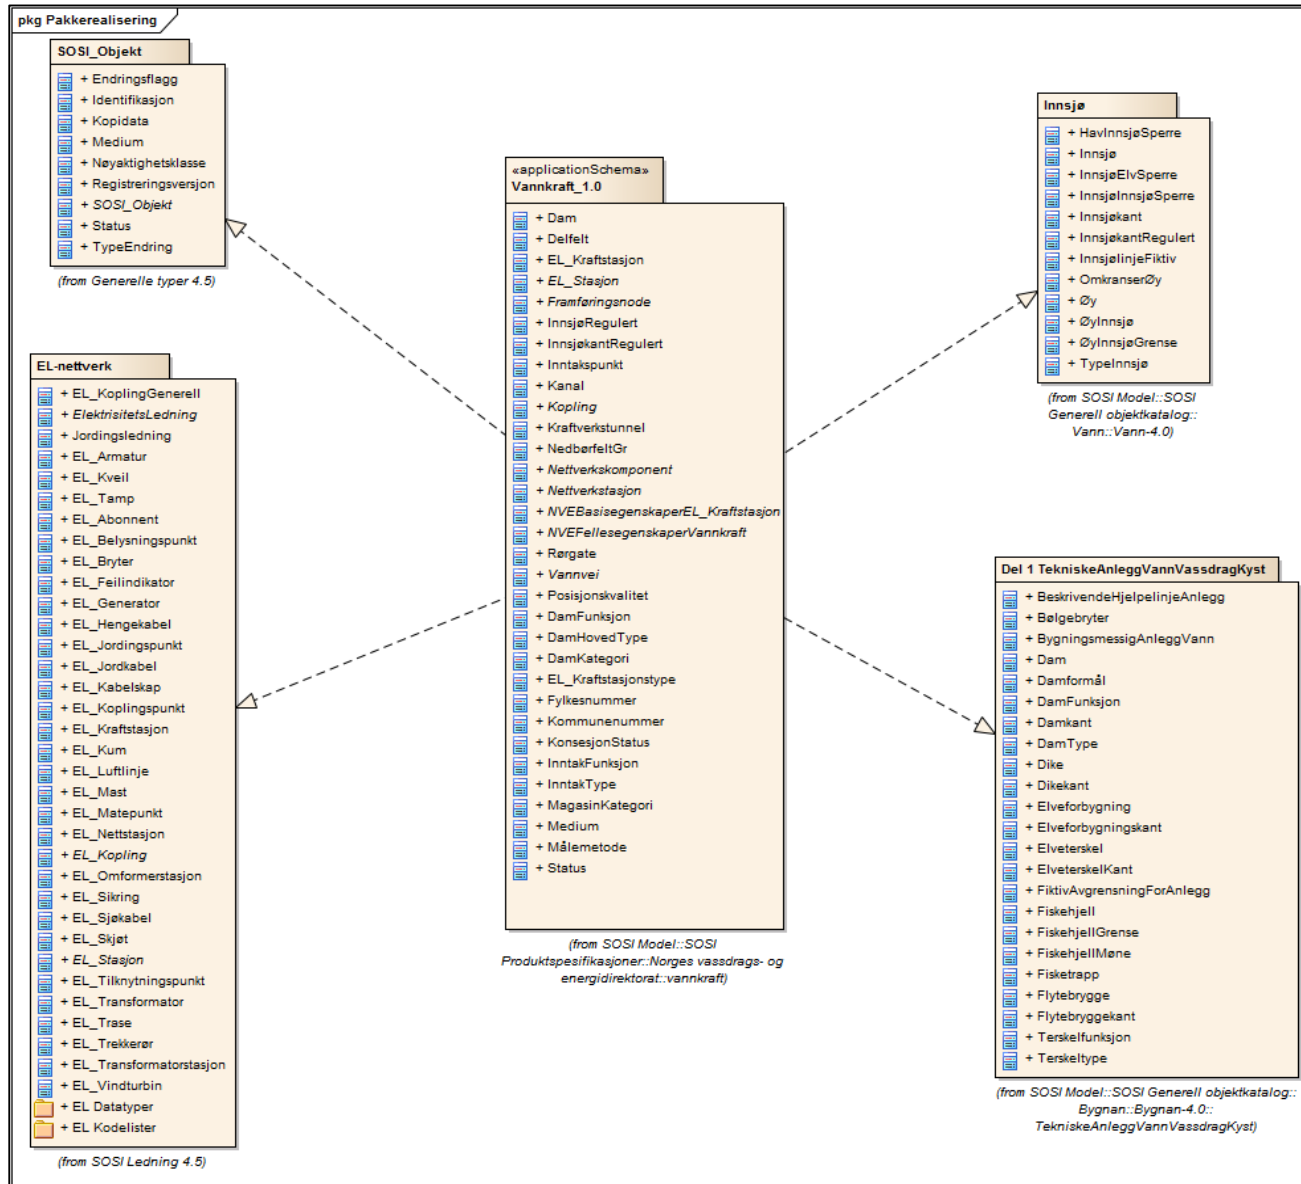 pkg Pakkerealisering
SOSI_Objekt
+ Endringsflagg
+ Identifikasjon
+ Kopidata
+ Medium
+ Nøyaktighetsklasse
+ Registreringsversjon
+ SOSI_Objekt
+ Status
+ TypeEndring
(from Generelle typer 4.5)
EL-nettverk
+ EL_KoplingGenerell
+ ElektrisitetsLedning
+ Jordingsledning
+ EL_Armatur
+ EL_Kveil
+ EL_Tamp
+ EL_Abonnent
+ EL_Belysningspunkt
+ EL_Bryter
+ EL_Feilindikator
+ EL_Generator
+ EL_Hengekabel
+ EL_Jordingspunkt
+ EL_Jordkabel
+ EL_Kabelskap
+ EL_Koplingspunkt
+ EL_Kraftstasjon
+ EL_Kum
+ EL_Luftlinje
+ EL_Mast
+ EL_Matepunkt
+ EL_Nettstasjon
+ EL_Kopling
+ EL_Omformerstasjon
+ EL_Sikring
+ EL_Sjøkabel
+ EL_Skjøt
+ EL_Stasjon
+ EL_Tilknytningspunkt
+ EL_Transformator
+ EL_Trase
+ EL_Trekkerør
+ EL_Transformatorstasjon
+ EL_Vindturbin
+ EL Datatyper
+ EL Kodelister
(from SOSI Ledning 4.5)
«applicationSchema»
Vannkraft_1.0
+ Dam
+ Delfelt
+ EL_Kraftstasjon
+ EL_Stasjon
+ Framføringsnode
+ InnsjøRegulert
+ InnsjøkantRegulert
+ Inntakspunkt
+ Kanal
+ Kopling
+ Kraftverkstunnel
+ NedbørfeltGr
+ Nettverkskomponent
+ Nettverkstasjon
+ NVEBasisegenskaperEL_Kraftstasjon
+ NVEFellesegenskaperVannkraft
+ Rørgate
+ Vannvei
+ Posisjonskvalitet
+ DamFunksjon
+ DamHovedType
+ DamKategori
+ EL_Kraftstasjonstype
+ Fylkesnummer
+ Kommunenummer
+ KonsesjonStatus
+ InntakFunksjon
+ InntakType
+ MagasinKategori
+ Medium
+ Målemetode
+ Status
(from SOSI Model::SOSI
Produktspesifikasjoner::Norges vassdrags- og
energidirektorat::vannkraft)
Innsjø
+ HavInnsjøSperre
+ Innsjø
+ InnsjøElvSperre
+ InnsjøInnsjøSperre
+ Innsjøkant
+ InnsjøkantRegulert
+ InnsjølinjeFiktiv
+ OmkranserØy
+ Øy
+ ØyInnsjø
+ ØyInnsjøGrense
+ TypeInnsjø
(from SOSI Model::SOSI
Generell objektkatalog::
Vann::Vann-4.0)
Del 1 TekniskeAnleggVannVassdragKyst
+ BeskrivendeHjelpelinjeAnlegg
+ Bølgebryter
+ BygningsmessigAnleggVann
+ Dam
+ Damformål
+ DamFunksjon
+ Damkant
+ DamType
+ Dike
+ Dikekant
+ Elveforbygning
+ Elveforbygningskant
+ Elveterskel
+ ElveterskelKant
+ FiktivAvgrensningForAnlegg
+ Fiskehjell
+ FiskehjellGrense
+ FiskehjellMøne
+ Fisketrapp
+ Flytebrygge
+ Flytebryggekant
+ Terskelfunksjon
+ Terskeltype
(from SOSI Model::SOSI Generell objektkatalog::
Bygnan::Bygnan-4.0::
TekniskeAnleggVannVassdragKyst)